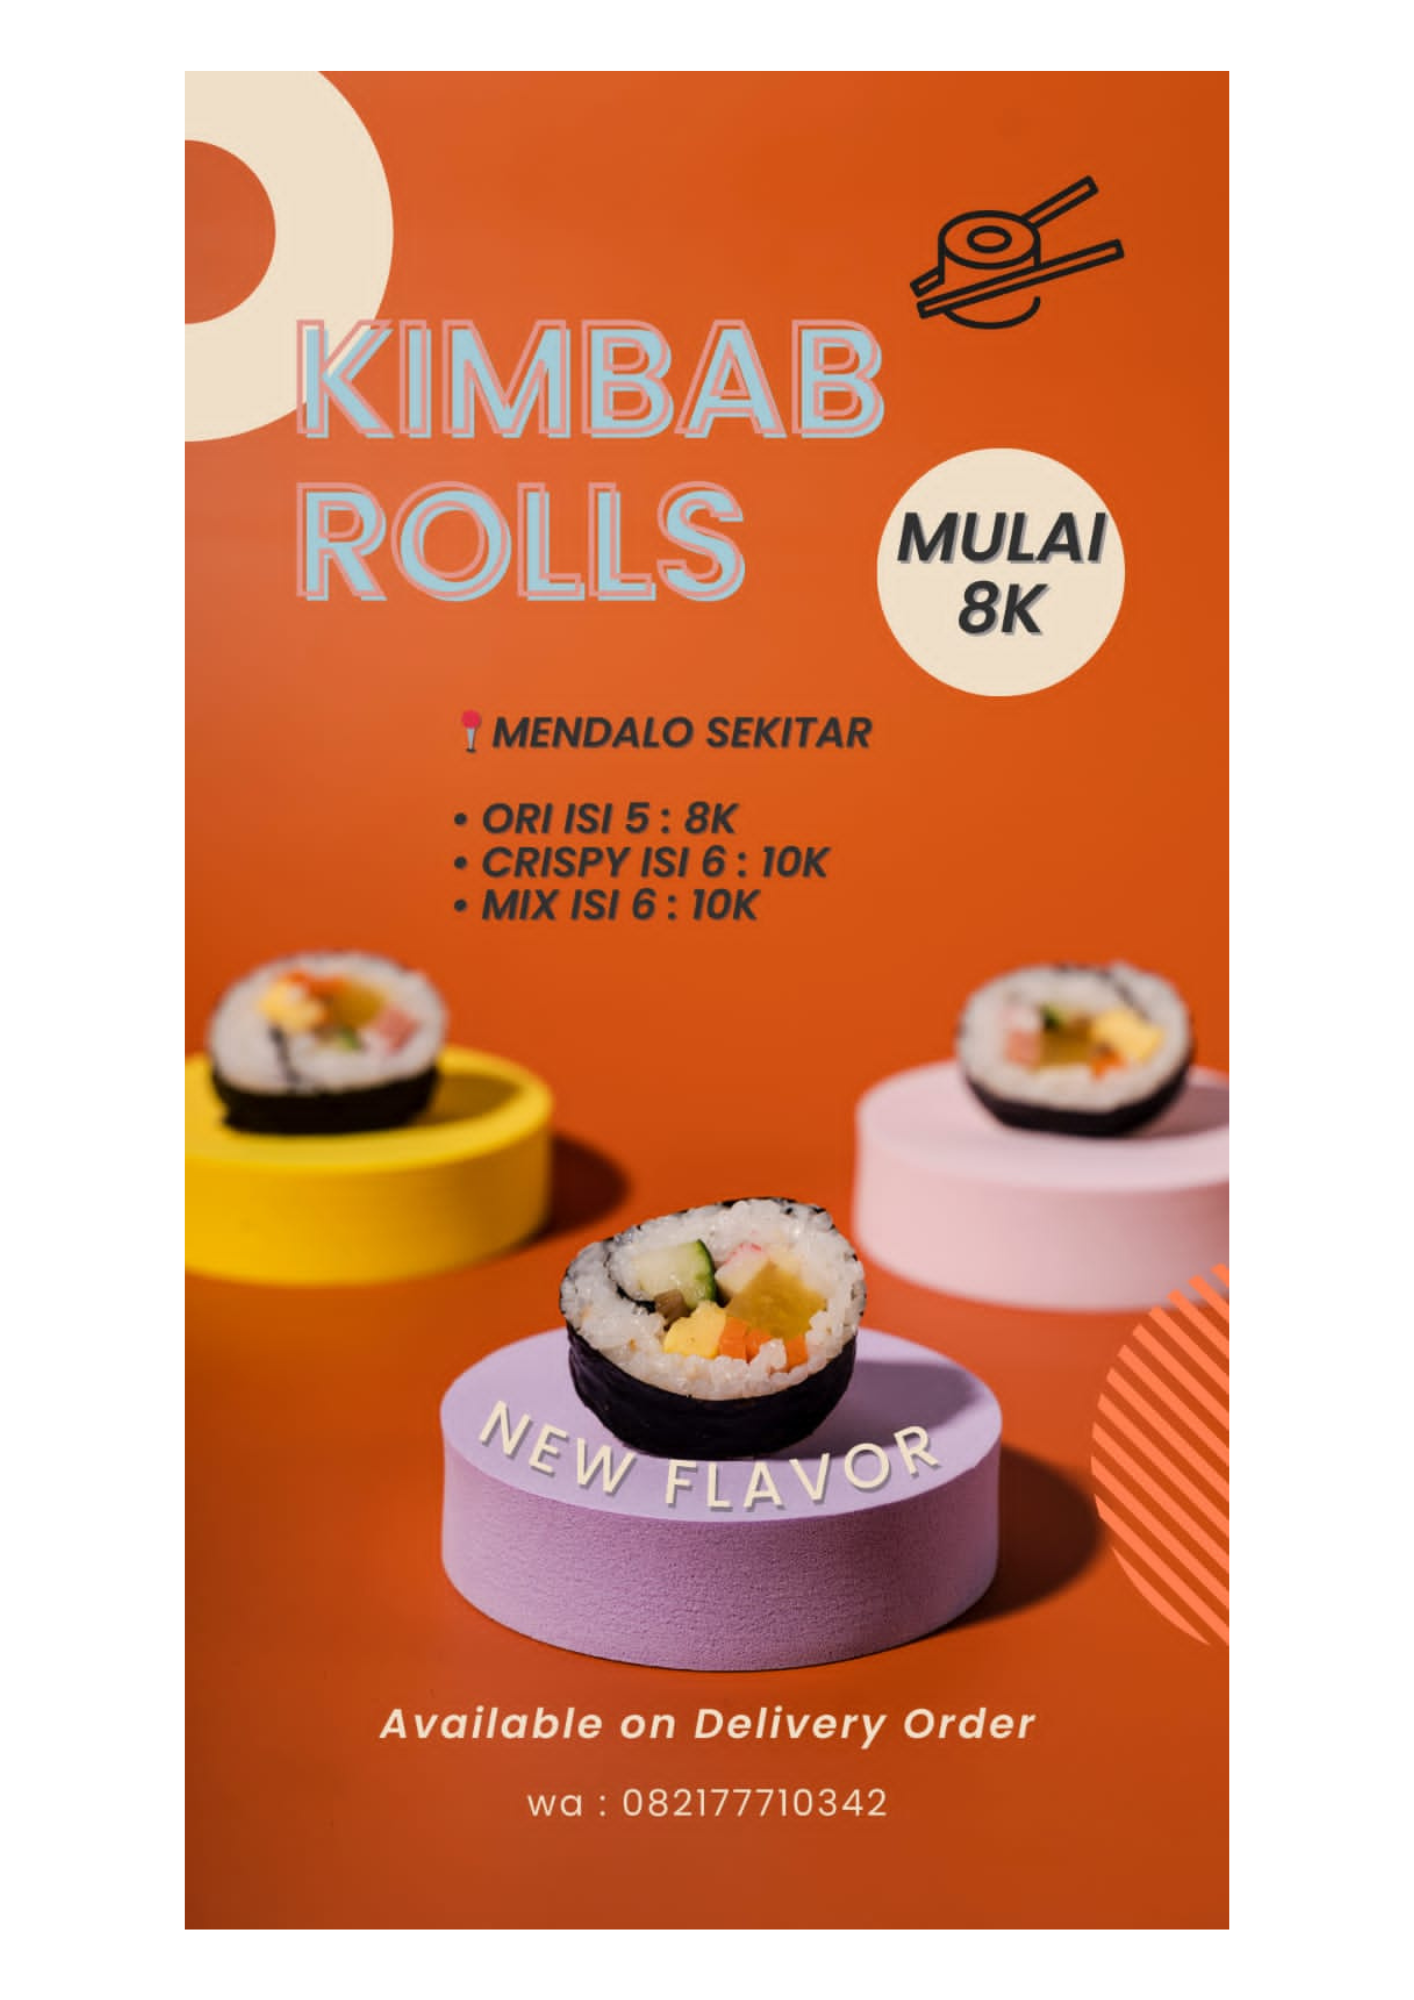 KIMBAB
ROLLS
MULAI
8K
📍MENDALO SEKITAR
• ORI ISI 5 : 8K
• CRISPY ISI 6 : 10K
• MIX ISI 6 : 10K
NEW FLAVOR
Available on Delivery Order
wa : 082177710342